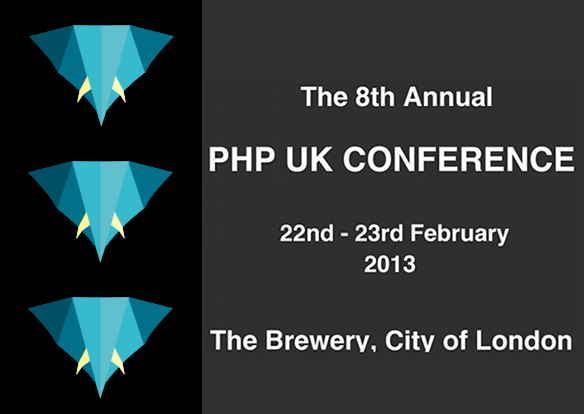 The 8th Annual
PHP UK CONFERENCE
22nd - 23rd February
2013
The Brewery, City of London